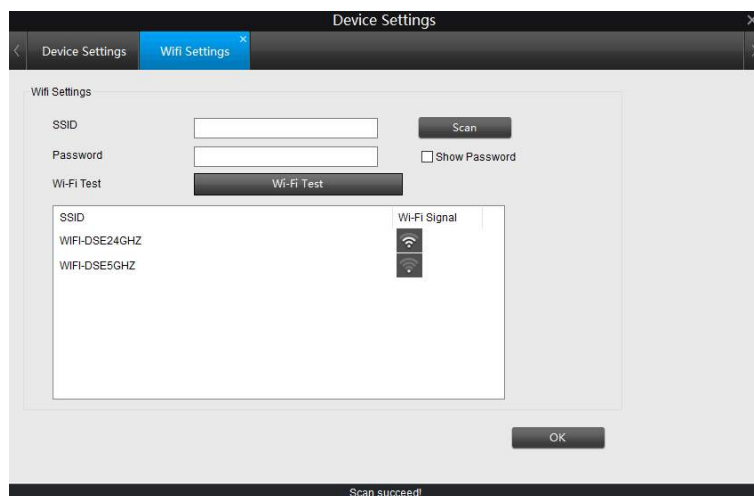 Device Settings
Device Settings
Wifi Settings
Wifi Settings
SSID
Scan
Password
Show Password
Wi-Fi Test
Wi-Fi Test
SSID
Wi-Fi Signal
WIFI-DSE24GHZ
WIFI-DSE5GHZ
OK
Scan succeed!